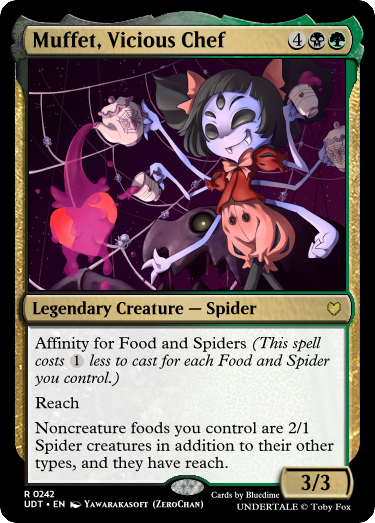 Muffet, Vicious Chef 4
Legendary Creature — Spider
Affinity for Food and Spiders (This spell
costs 1 less to cast for each Food and Spider
you control.)
Reach
Noncreature foods you control are 2/1
Spider creatures in addition to their other
types, and they have reach.
3/3
R 0242
UDT • EN YAWARAKASOFT (ZEROCHAN)
Cards by Bluedime
UNDERTALE © Toby Fox